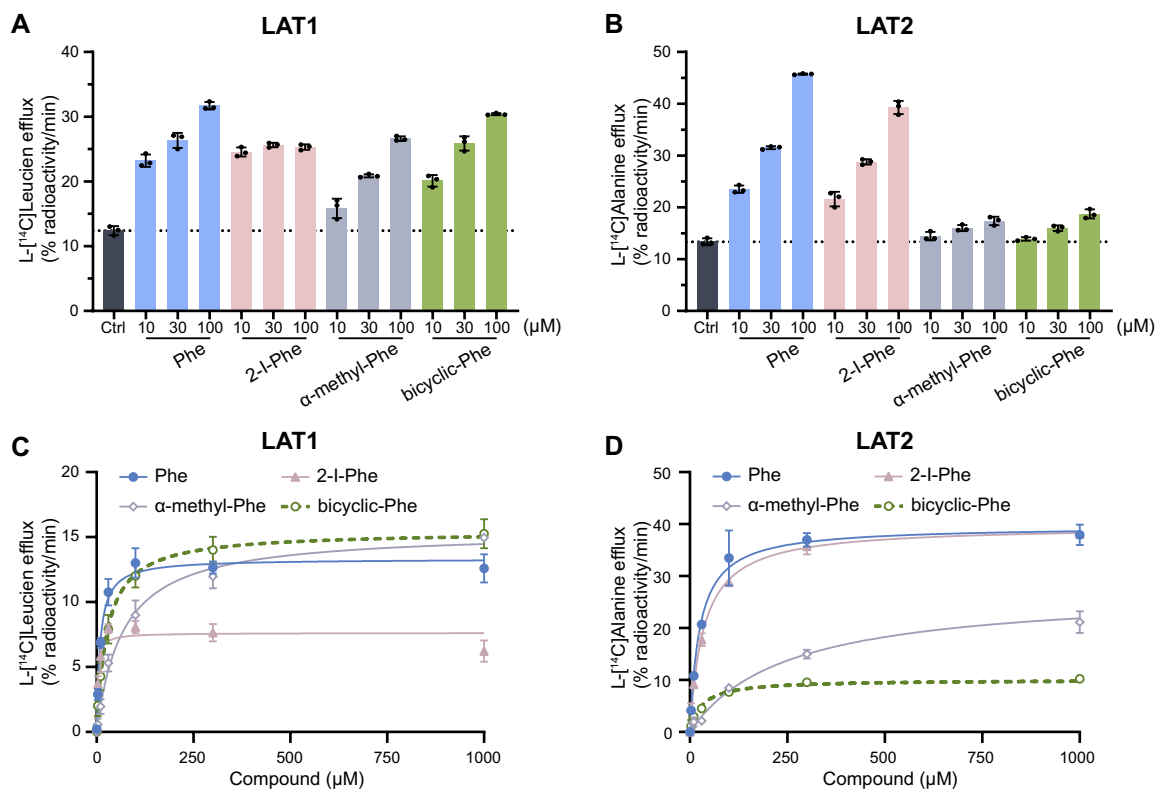 A
LAT1
L-[¹⁴C]Leucien efflux
(% radioactivity/min)
40
30
20
10
0
Ctrl 10 30 100 10 30 100 10 30 100 10 30 100 (µM)
Phe
2-I-Phe
α-methyl-Phe
bicyclic-Phe
B
LAT2
L-[¹⁴C]Alanine efflux
(% radioactivity/min)
50
40
30
20
10
0
Ctrl 10 30 100 10 30 100 10 30 100 10 30 100 (µM)
Phe
2-I-Phe
α-methyl-Phe
bicyclic-Phe
C
LAT1
Phe 2-I-Phe
α-methyl-Phe bicyclic-Phe
L-[¹⁴C]Leucien efflux
(% radioactivity/min)
20
15
10
5
0
0 250 500 750 1000
Compound (µM)
D
LAT2
Phe 2-I-Phe
α-methyl-Phe bicyclic-Phe
L-[¹⁴C]Alanine efflux
(% radioactivity/min)
50
40
30
20
10
0
0 250 500 750 1000
Compound (µM)